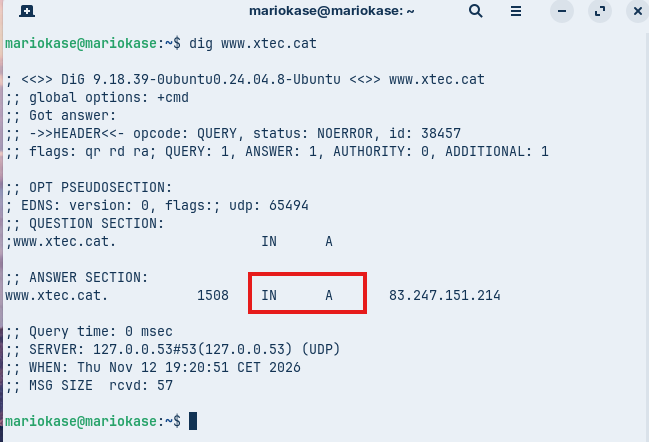 mariokase@mariokase: ~
mariokase@mariokase:~$ dig www.xtec.cat
; <<>> DiG 9.18.39-0ubuntu0.24.04.8-Ubuntu <<>> www.xtec.cat
;; global options: +cmd
;; Got answer:
;; ->>HEADER<<- opcode: QUERY, status: NOERROR, id: 38457
;; flags: qr rd ra; QUERY: 1, ANSWER: 1, AUTHORITY: 0, ADDITIONAL: 1
;; OPT PSEUDOSECTION:
; EDNS: version: 0, flags:; udp: 65494
;; QUESTION SECTION:
;www.xtec.cat. IN A
;; ANSWER SECTION:
www.xtec.cat. 1508 IN A 83.247.151.214
;; Query time: 0 msec
;; SERVER: 127.0.0.53#53(127.0.0.53) (UDP)
;; WHEN: Thu Nov 12 19:20:51 CET 2026
;; MSG SIZE rcvd: 57
mariokase@mariokase:~$